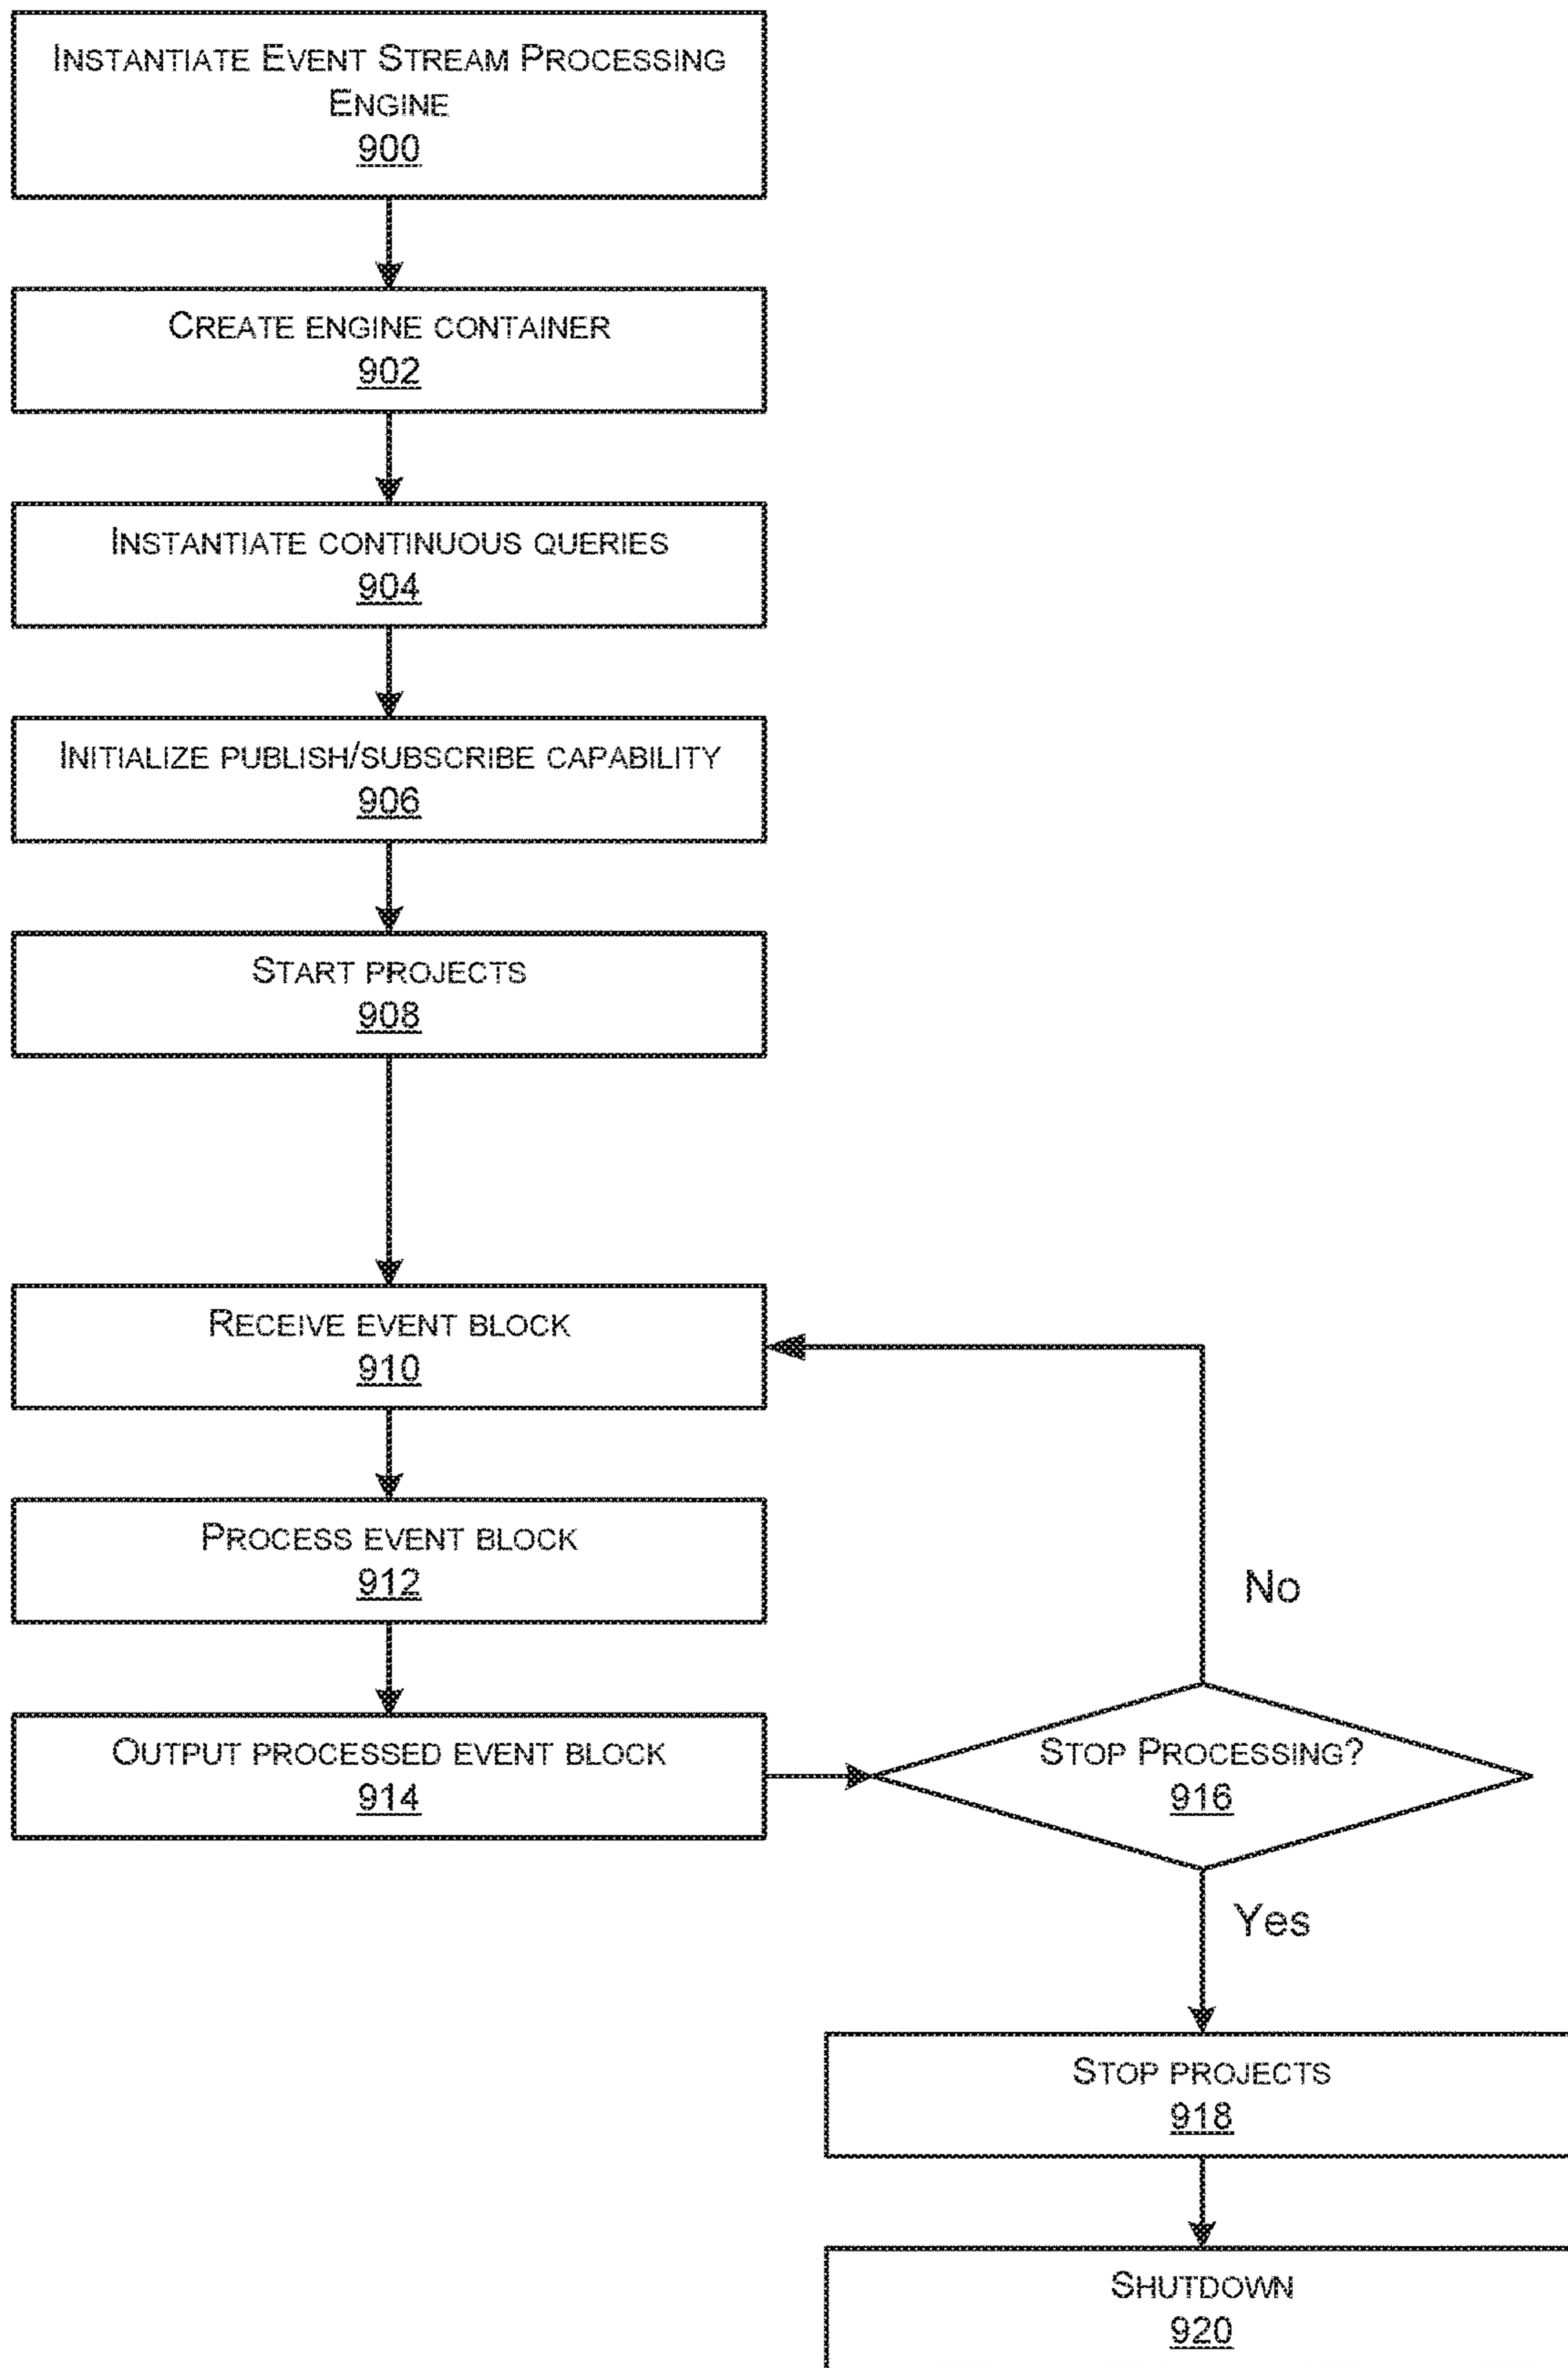 INSTANTIATE EVENT STREAM PROCESSING
ENGINE
900
CREATE ENGINE CONTAINER
902
INSTANTIATE CONTINUOUS QUERIES
904
INITIALIZE PUBLISH/SUBSCRIBE CAPABILITY
906
START PROJECTS
908
RECEIVE EVENT BLOCK
910
PROCESS EVENT BLOCK
912
No
OUTPUT PROCESSED EVENT BLOCK
914
STOP PROCESSING?
916
Yes
STOP PROJECTS
918
SHUTDOWN
920